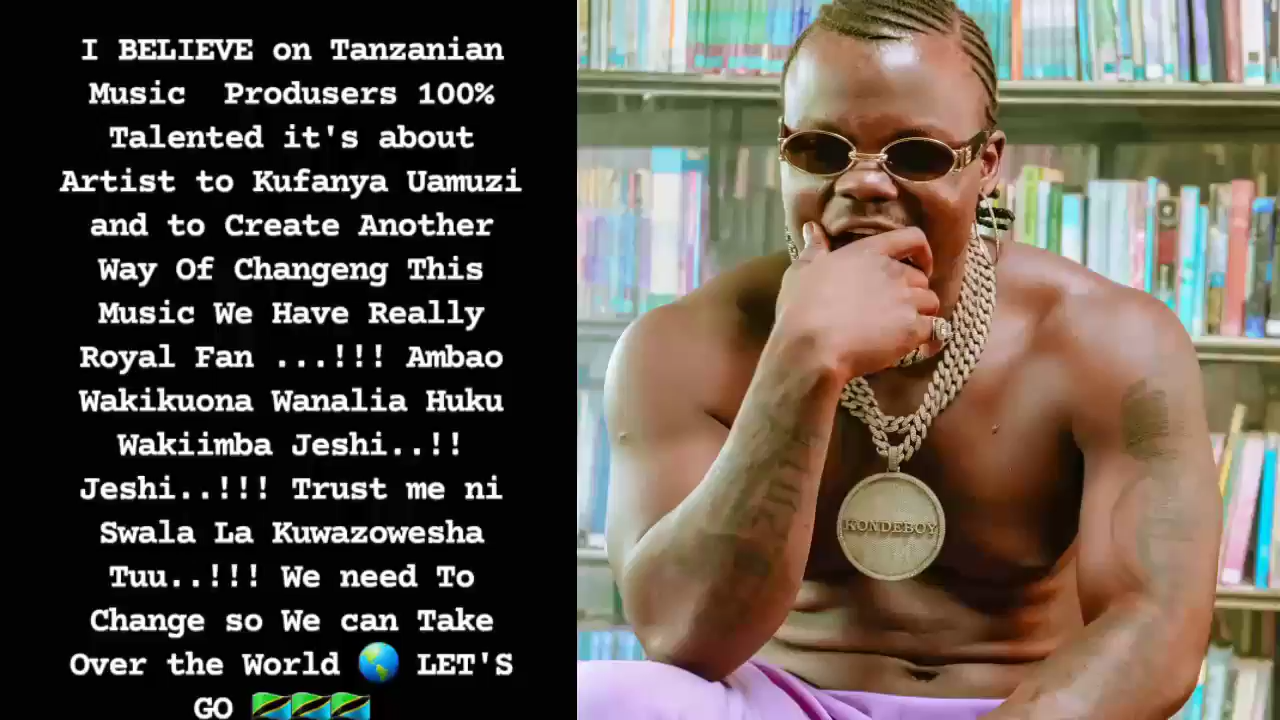 I BELIEVE on Tanzanian
Music Produsers 100%
Talented it's about
Artist to Kufanya Uamuzi
and to Create Another
Way Of Changeng This
Music We Have Really
Royal Fan ...!!! Ambao
Wakikuona Wanalia Huku
Wakiimba Jeshi..!!
Jeshi..!!! Trust me ni
Swala La Kuwazowesha
Tuu..!!! We need To
Change so We can Take
Over the World 🌎 LET'S
GO 🇹🇿🇹🇿🇹🇿
KONDEBOY